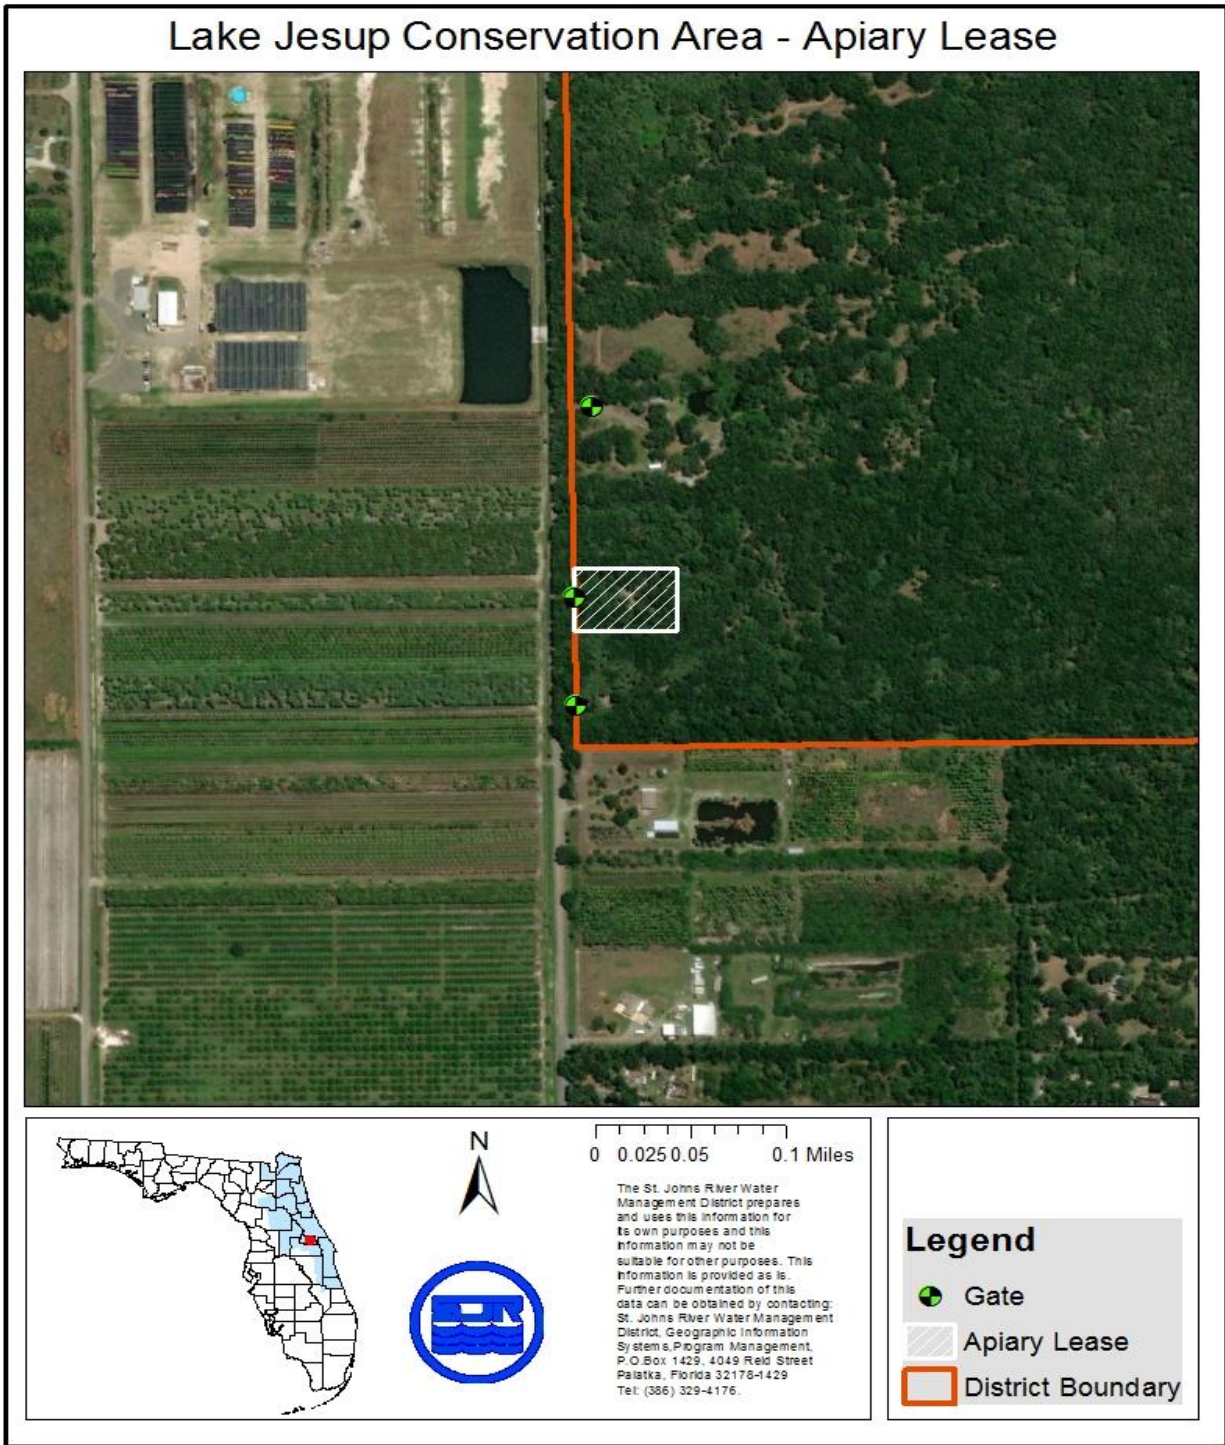 Lake Jesup Conservation Area - Apiary Lease
N
0 0.025 0.05 0.1 Miles
The St. Johns River Water
Management District prepares
and uses this information for
its own purposes and this
information may not be
suitable for other purposes. This
information is provided as is.
Further documentation of this
data can be obtained by contacting:
St. Johns River Water Management
District, Geographic Information
Systems, Program Management,
P.O.Box 1429, 4049 Reid Street
Palatka, Florida 32178-1429
Tel: (386) 329-4176.
SJR
Legend
Gate
Apiary Lease
District Boundary